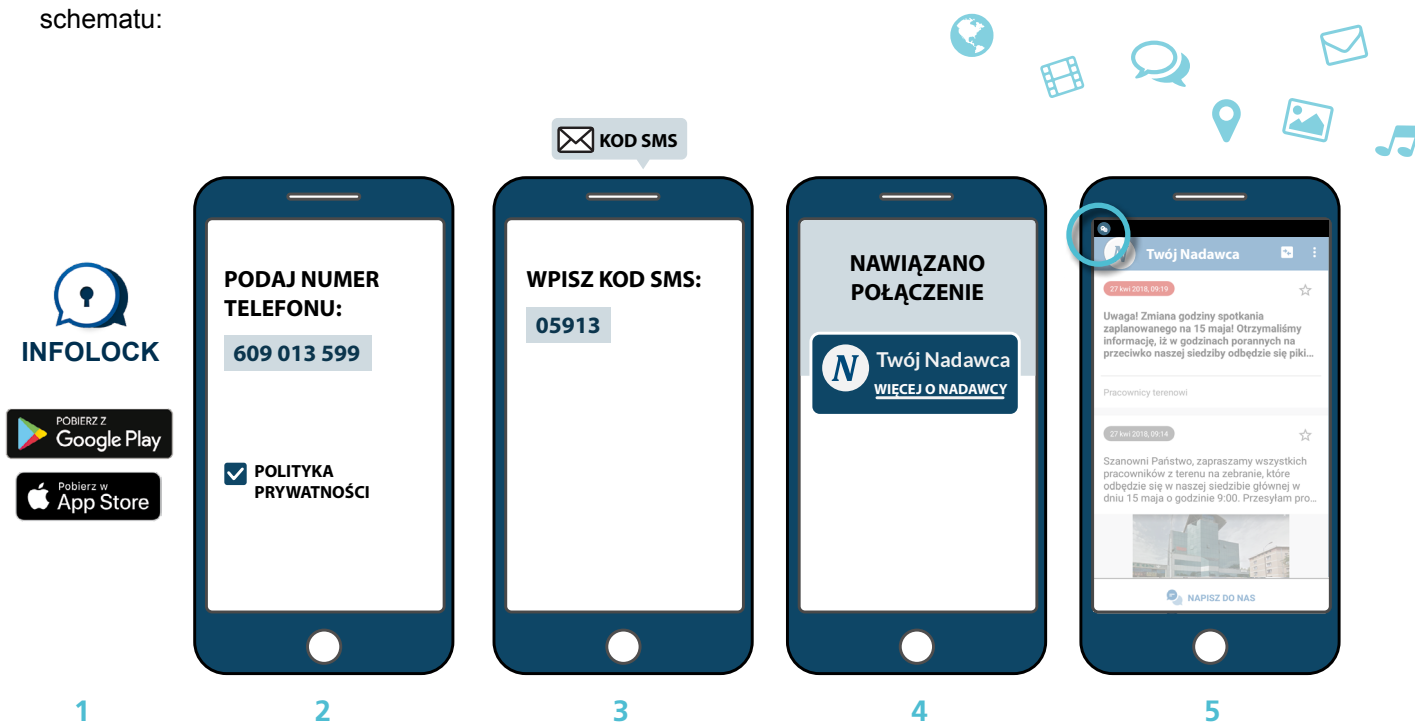 schematu:
KOD SMS
INFOLOCK
POBIERZ Z
Google Play
Pobierz w
App Store
1
PODAJ NUMER
TELEFONU:
609 013 599
POLITYKA
PRYWATNOŚCI
2
WPISZ KOD SMS:
05913
3
NAWIĄZANO
POŁĄCZENIE
N
Twój Nadawca
WIĘCEJ O NADAWCY
4
N
Twój Nadawca
27 kwi 2018, 09:19
Uwaga! Zmiana godziny spotkania
zaplanowanego na 15 maja! Otrzymaliśmy
informację, iż w godzinach porannych na
przeciwko naszej siedziby odbędzie się piki...
Pracownicy terenowi
27 kwi 2018, 09:14
Szanowni Państwo, zapraszamy wszystkich
pracowników z terenu na zebranie, które
odbędzie się w naszej siedzibie głównej w
dniu 15 maja o godzinie 9:00. Przesyłam pro...
NAPISZ DO NAS
5